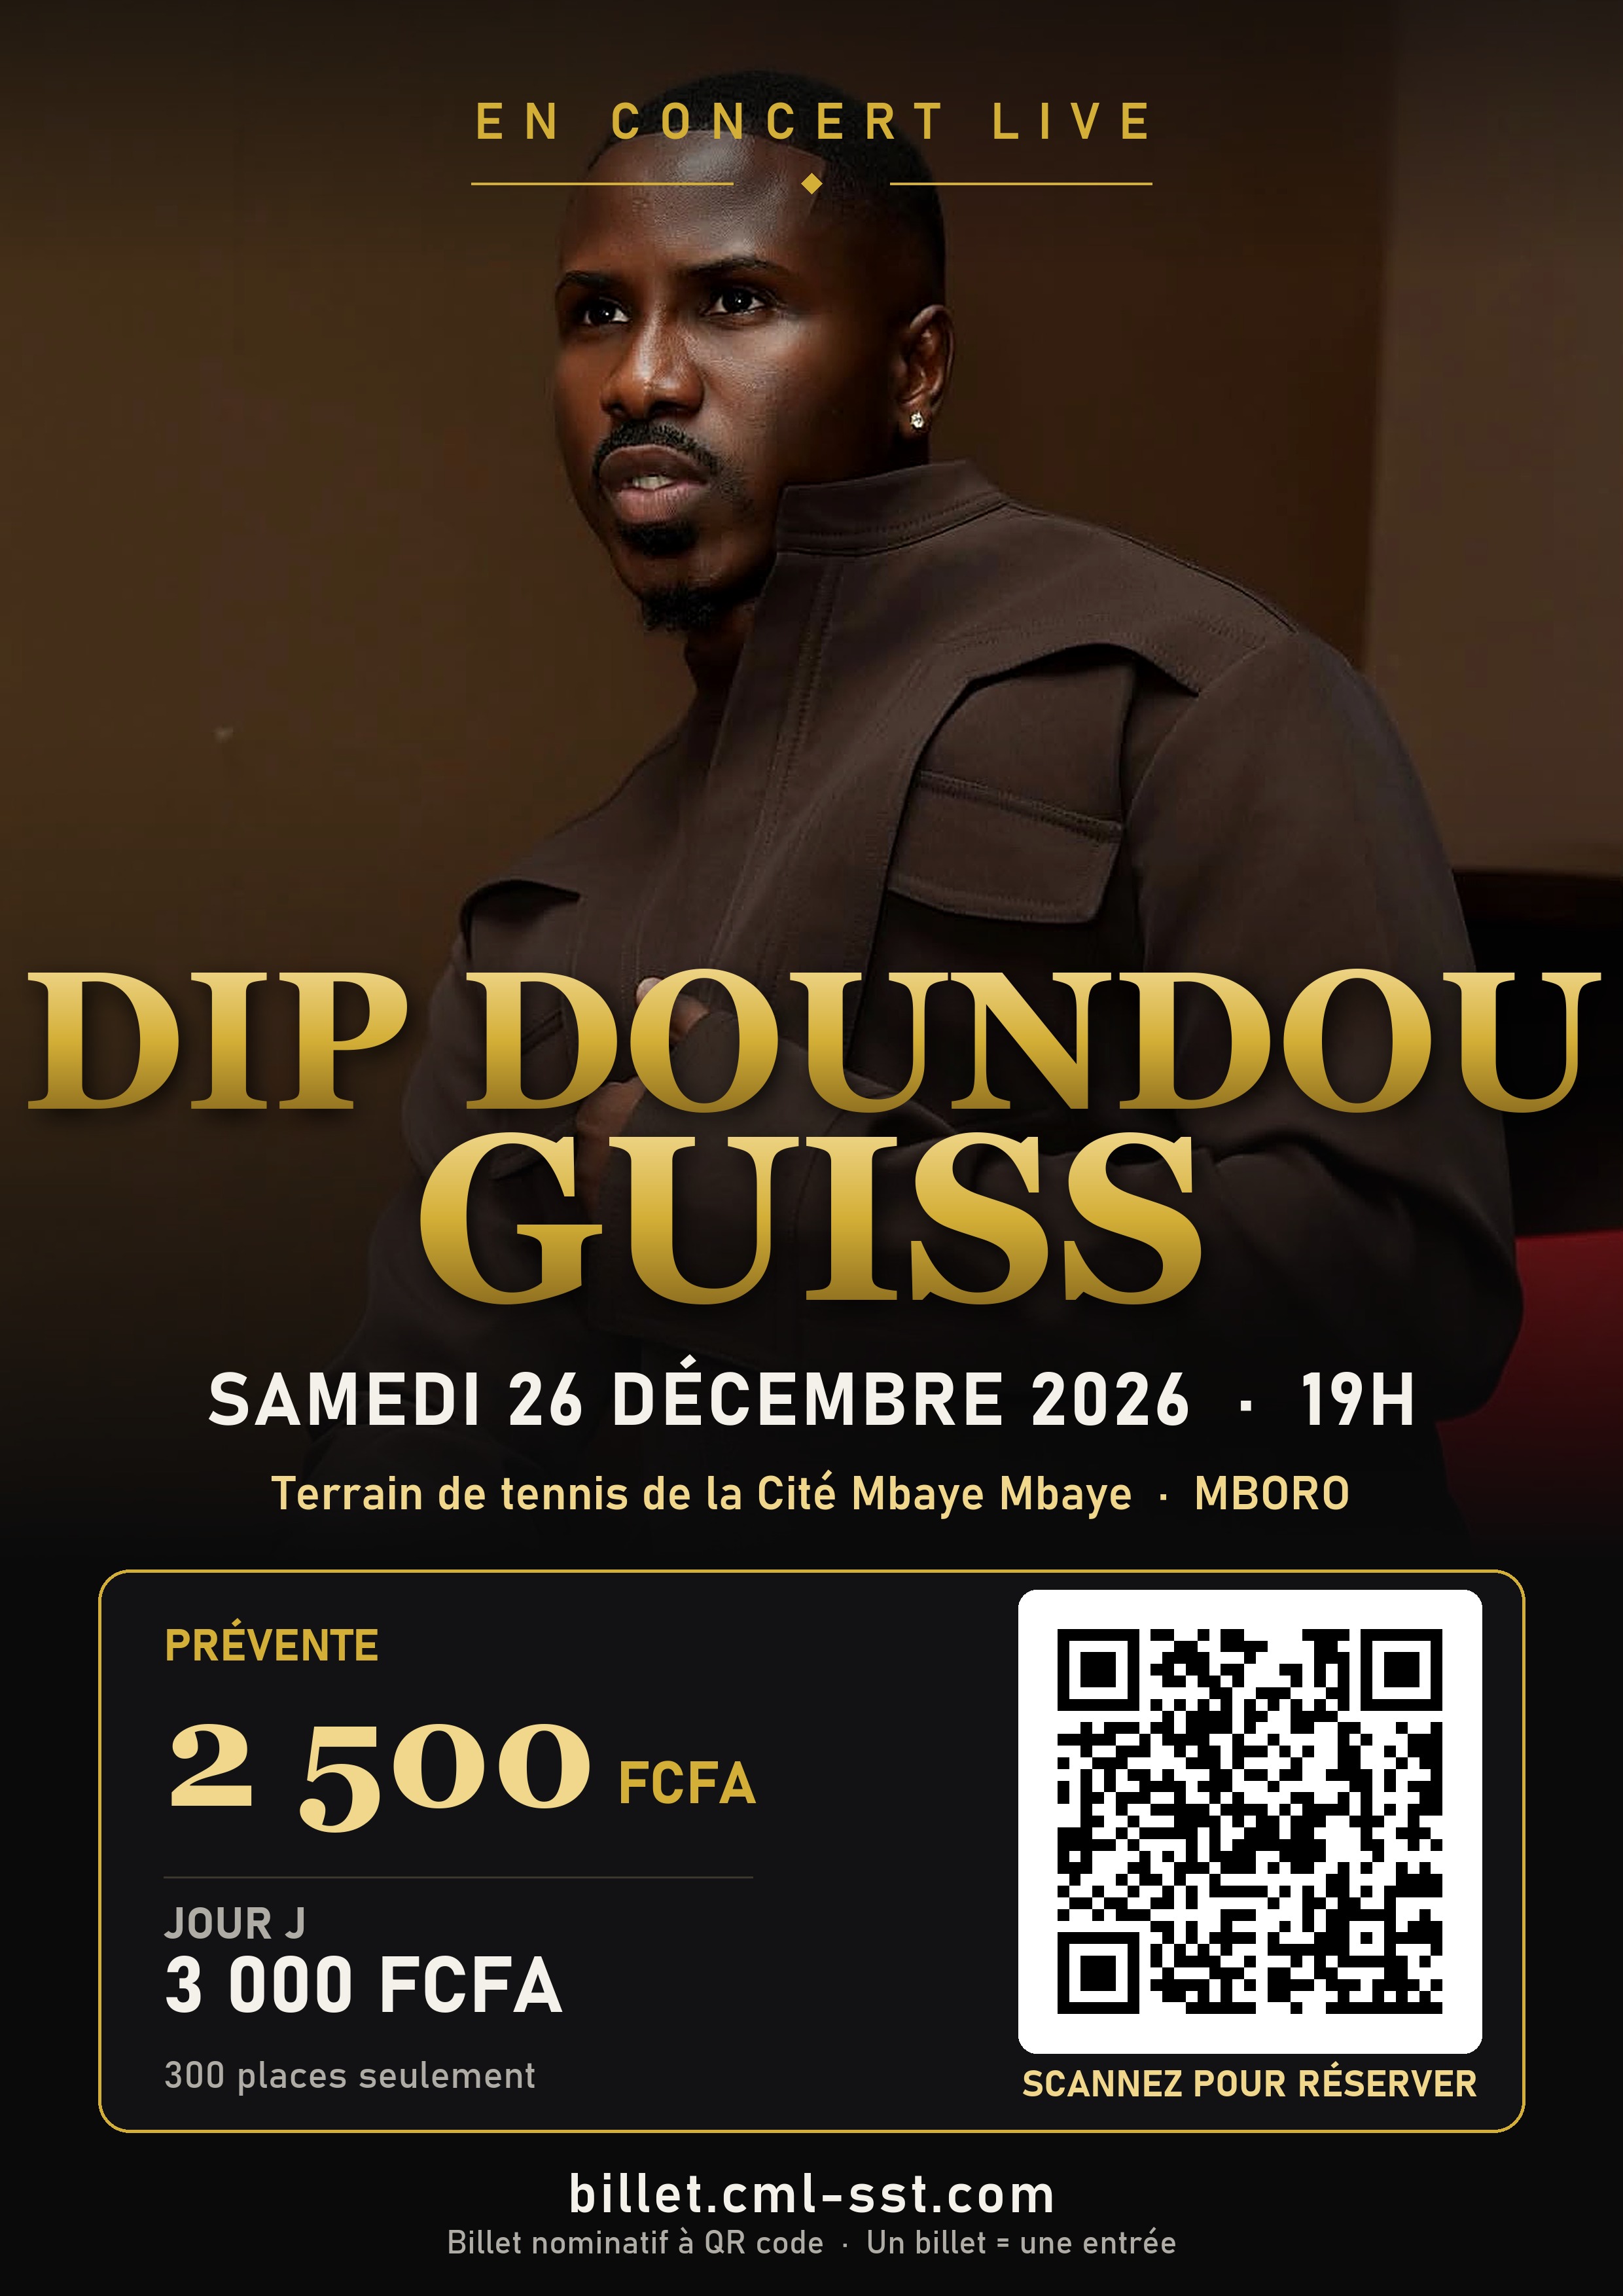 EN CONCERT LIVE
DIP DOUNDOU
GUISS
SAMEDI 26 DÉCEMBRE 2026 · 19H
Terrain de tennis de la Cité Mbaye Mbaye · MBORO
PRÉVENTE
2 500 FCFA
JOUR J
3 000 FCFA
300 places seulement
SCANNEZ POUR RÉSERVER
billet.cml-sst.com
Billet nominatif à QR code · Un billet = une entrée